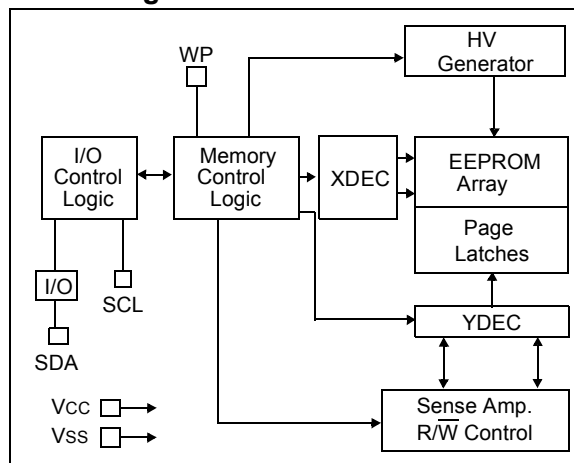 WP
HV
Generator
I/O
Control
Logic
Memory
Control
Logic
XDEC
EEPROM
Array
Page
Latches
I/O
SCL
SDA
YDEC
VCC
VSS
Sense Amp.
R/W̅ Control